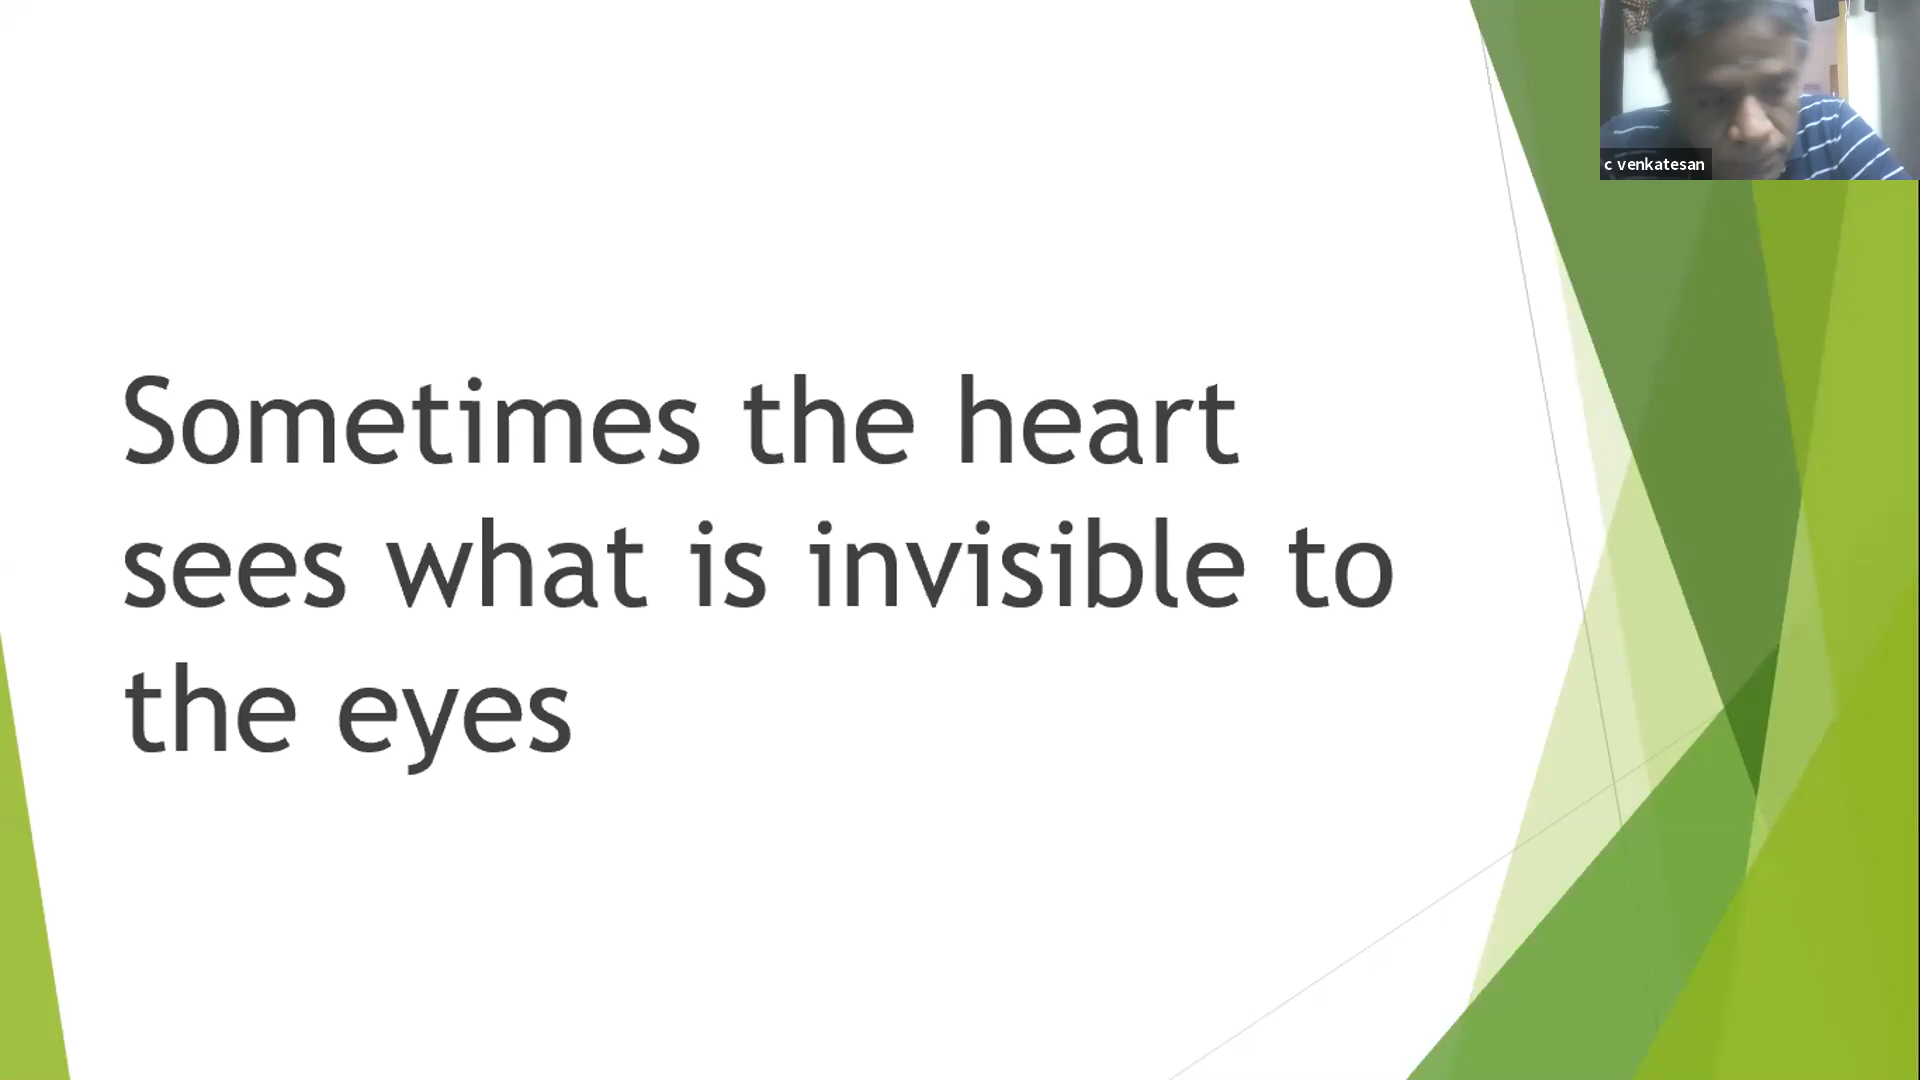 c venkatesan
Sometimes the heart
sees what is invisible to
the eyes